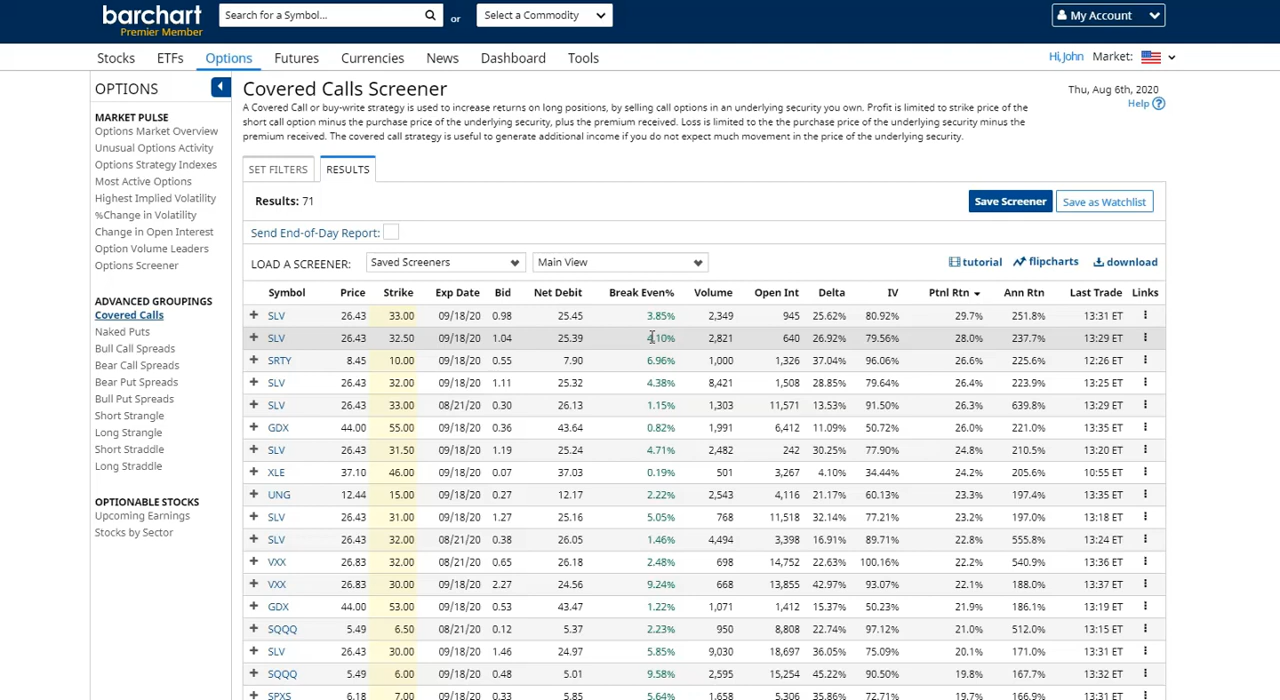 barchart
Premier Member
Search for a Symbol...
or
Select a Commodity
My Account
Stocks ETFs Options Futures Currencies News Dashboard Tools
Hi, John Market:
OPTIONS
MARKET PULSE
Options Market Overview
Unusual Options Activity
Options Strategy Indexes
Most Active Options
Highest Implied Volatility
%Change in Volatility
Change in Open Interest
Option Volume Leaders
Options Screener
ADVANCED GROUPINGS
Covered Calls
Naked Puts
Bull Call Spreads
Bear Call Spreads
Bear Put Spreads
Bull Put Spreads
Short Strangle
Long Strangle
Short Straddle
Long Straddle
OPTIONABLE STOCKS
Upcoming Earnings
Stocks by Sector
Covered Calls Screener
Thu, Aug 6th, 2020
Help ?
A Covered Call or buy-write strategy is used to increase returns on long positions, by selling call options in an underlying security you own. Profit is limited to strike price of the
short call option minus the purchase price of the underlying security, plus the premium received. Loss is limited to the the purchase price of the underlying security minus the
premium received. The covered call strategy is useful to generate additional income if you do not expect much movement in the price of the underlying security.
SET FILTERS RESULTS
Results: 71
Save Screener Save as Watchlist
Send End-of-Day Report:
LOAD A SCREENER: Saved Screeners Main View tutorial flipcharts download
Symbol Price Strike Exp Date Bid Net Debit Break Even% Volume Open Int Delta IV Ptnl Rtn Ann Rtn Last Trade Links
SLV 26.43 33.00 09/18/20 0.98 25.45 3.85% 2,349 945 25.62% 80.92% 29.7% 251.8% 13:31 ET
SLV 26.43 32.50 09/18/20 1.04 25.39 4.10% 2,821 640 26.92% 79.56% 28.0% 237.7% 13:29 ET
SRTY 8.45 10.00 09/18/20 0.55 7.90 6.96% 1,000 1,326 37.04% 96.06% 26.6% 225.6% 12:26 ET
SLV 26.43 32.00 09/18/20 1.11 25.32 4.38% 8,421 1,508 28.85% 79.64% 26.4% 223.9% 13:25 ET
SLV 26.43 33.00 08/21/20 0.30 26.13 1.15% 1,303 11,571 13.53% 91.50% 26.3% 639.8% 13:29 ET
GDX 44.00 55.00 09/18/20 0.36 43.64 0.82% 1,991 6,412 11.09% 50.72% 26.0% 221.0% 13:35 ET
SLV 26.43 31.50 09/18/20 1.19 25.24 4.71% 2,482 242 30.25% 77.90% 24.8% 210.5% 13:20 ET
XLE 37.10 46.00 09/18/20 0.07 37.03 0.19% 501 3,267 4.10% 34.44% 24.2% 205.6% 10:55 ET
UNG 12.44 15.00 09/18/20 0.27 12.17 2.22% 2,543 4,116 21.17% 60.13% 23.3% 197.4% 13:35 ET
SLV 26.43 31.00 09/18/20 1.27 25.16 5.05% 768 11,518 32.14% 77.21% 23.2% 197.0% 13:18 ET
SLV 26.43 32.00 08/21/20 0.38 26.05 1.46% 4,494 3,398 16.91% 89.71% 22.8% 555.8% 13:24 ET
VXX 26.83 32.00 08/21/20 0.65 26.18 2.48% 698 14,752 22.63% 100.16% 22.2% 540.9% 13:36 ET
VXX 26.83 30.00 09/18/20 2.27 24.56 9.24% 668 13,855 42.97% 93.07% 22.1% 188.0% 13:37 ET
GDX 44.00 53.00 09/18/20 0.53 43.47 1.22% 1,071 1,412 15.37% 50.23% 21.9% 186.1% 13:19 ET
SQQQ 5.49 6.50 08/21/20 0.12 5.37 2.23% 950 8,808 22.74% 97.12% 21.0% 512.0% 13:15 ET
SLV 26.43 30.00 09/18/20 1.46 24.97 5.85% 9,030 18,697 36.05% 75.09% 20.1% 171.0% 13:31 ET
SQQQ 5.49 6.00 09/18/20 0.48 5.01 9.58% 2,595 15,254 45.22% 90.50% 19.8% 167.7% 13:32 ET
SPXS 6.18 7.00 09/18/20 0.33 5.85 5.64% 1,658 5,306 35.86% 72.71% 19.7% 166.9% 13:31 ET